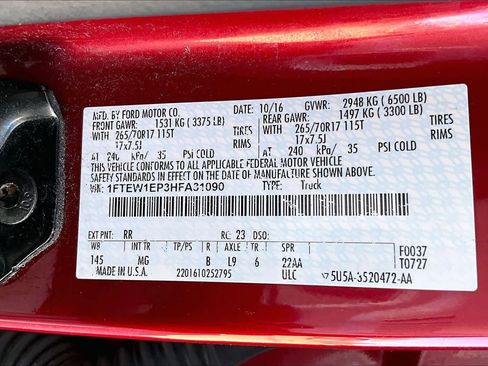 MFD. BY FORD MOTOR CO. 10/16 GVWR: 2948 KG (6500 LB)
FRONT GAWR: 1531 KG (3375 LB) REAR GAWR: 1497 KG (3300 LB)
WITH WITH
265/70R17 115T 265/70R17 115T
17x7.5J 17x7.5J
AT 240 kPa/ 35 PSI COLD AT 240 kPa/ 35 PSI COLD
THIS VEHICLE CONFORMS TO ALL APPLICABLE FEDERAL MOTOR VEHICLE
SAFETY STANDARDS IN EFFECT ON THE DATE OF MANUFACTURE SHOWN ABOVE.
VIN: 1FTEW1EP3HFA31090 TYPE: Truck
EXT PNT: RR RC: 23 DSO:
WB INT TR TP/PS R AXLE TR SPR F0037
145 MG B L9 6 22AA T0727
MADE IN U.S.A. 2201610252795 ULC 5U5A-3520472-AA